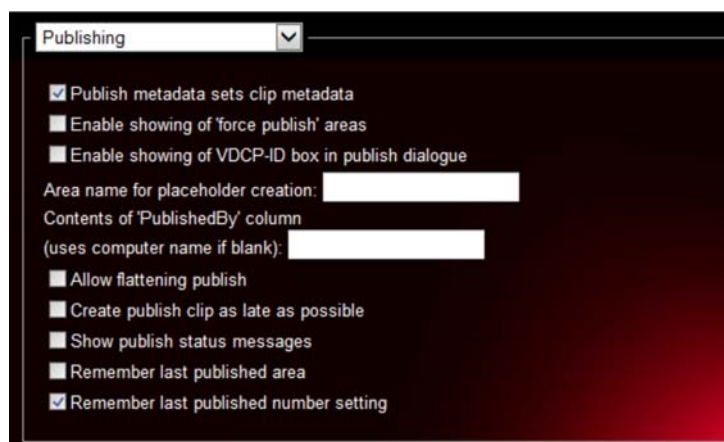 Publishing
Publish metadata sets clip metadata
Enable showing of 'force publish' areas
Enable showing of VDCP-ID box in publish dialogue
Area name for placeholder creation:
Contents of 'PublishedBy' column
(uses computer name if blank):
Allow flattening publish
Create publish clip as late as possible
Show publish status messages
Remember last published area
Remember last published number setting